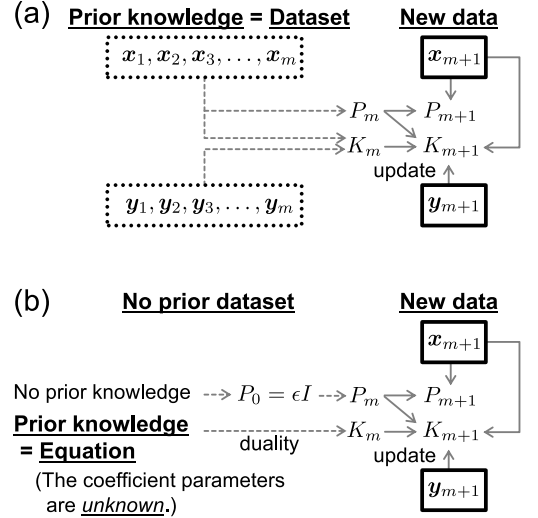 (a) Prior knowledge = Dataset New data
x₁, x₂, x₃, . . . , xₘ xₘ₊₁
Pₘ Pₘ₊₁
Kₘ Kₘ₊₁
update
y₁, y₂, y₃, . . . , yₘ yₘ₊₁
(b) No prior dataset New data
xₘ₊₁
No prior knowledge P₀ = ϵI Pₘ Pₘ₊₁
Prior knowledge Kₘ Kₘ₊₁
= Equation duality update
(The coefficient parameters yₘ₊₁
are unknown.)